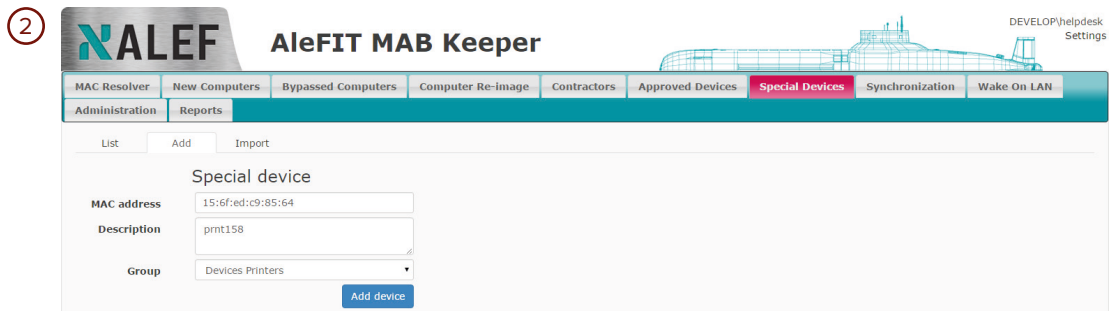 2
ALEF
AleFIT MAB Keeper
DEVELOP\helpdesk
Settings
MAC Resolver New Computers Bypassed Computers Computer Re-image Contractors Approved Devices Special Devices Synchronization Wake On LAN
Administration Reports
List Add Import
Special device
MAC address 15:6f:ed:c9:85:64
Description prnt158
Group Devices Printers
Add device